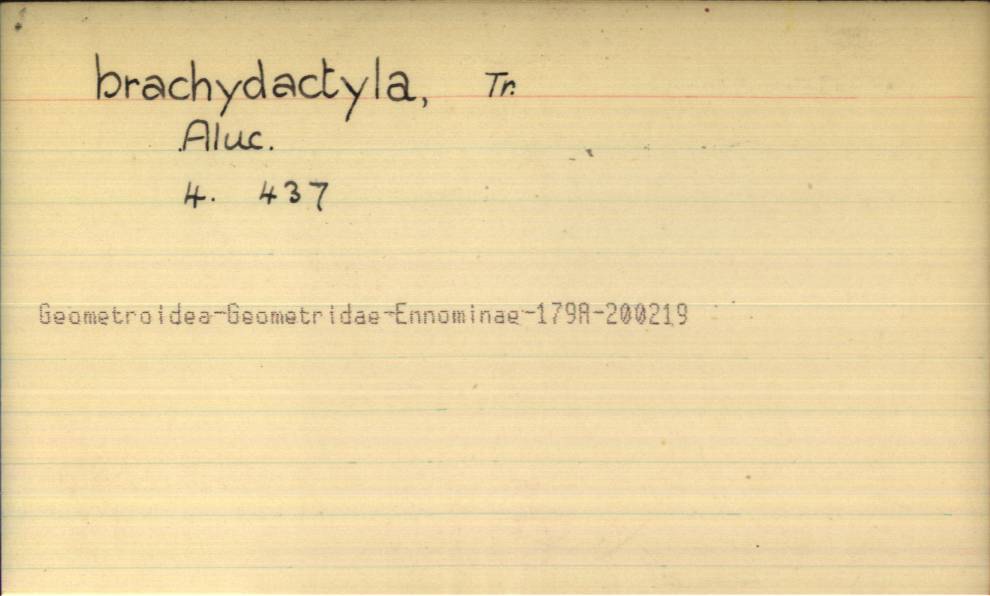 brachydactyla, Tr.
Aluc.
4. 437
Geometroidea-Geometridae-Ennominae-179A-200219